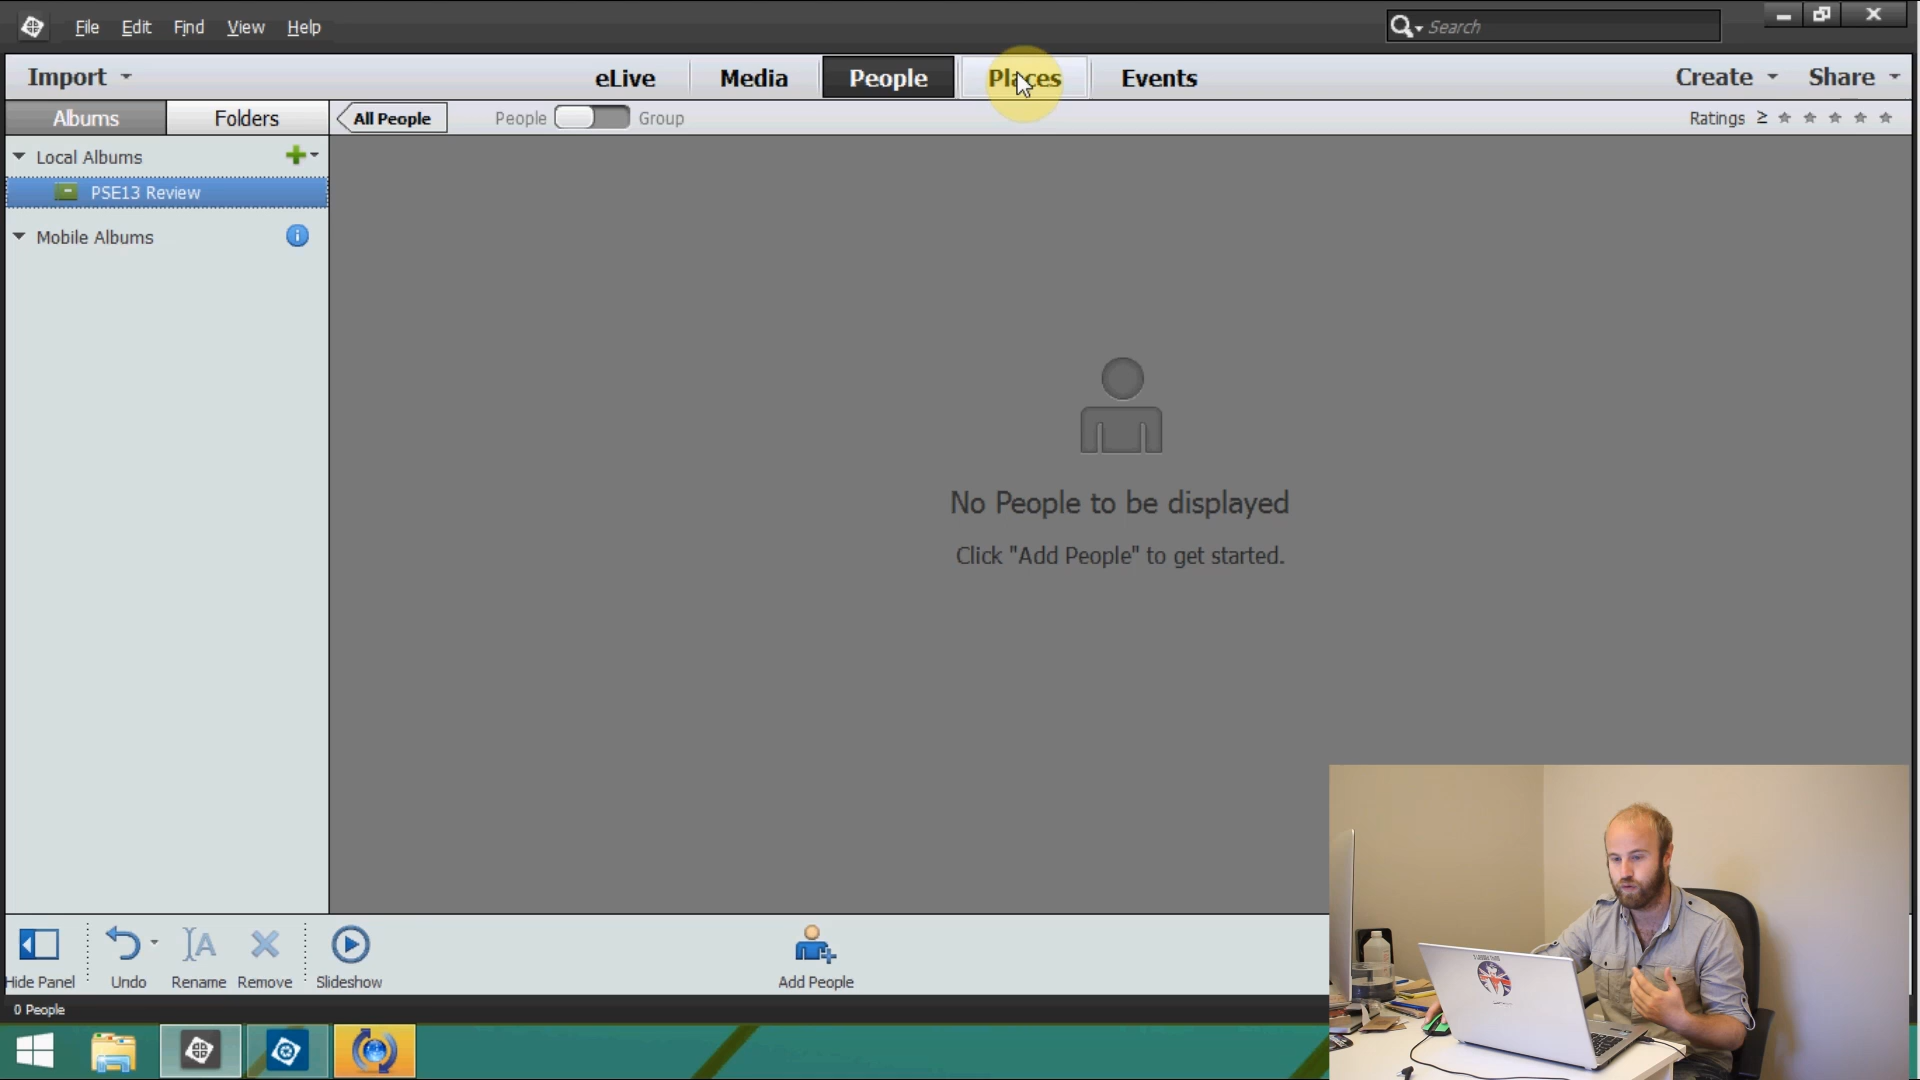 File Edit Find View Help
Search
Import eLive Media People Places Events Create Share
Albums Folders All People People Group Ratings ≥
Local Albums
PSE13 Review
Mobile Albums
No People to be displayed
Click "Add People" to get started.
Hide Panel Undo Rename Remove Slideshow Add People
0 People